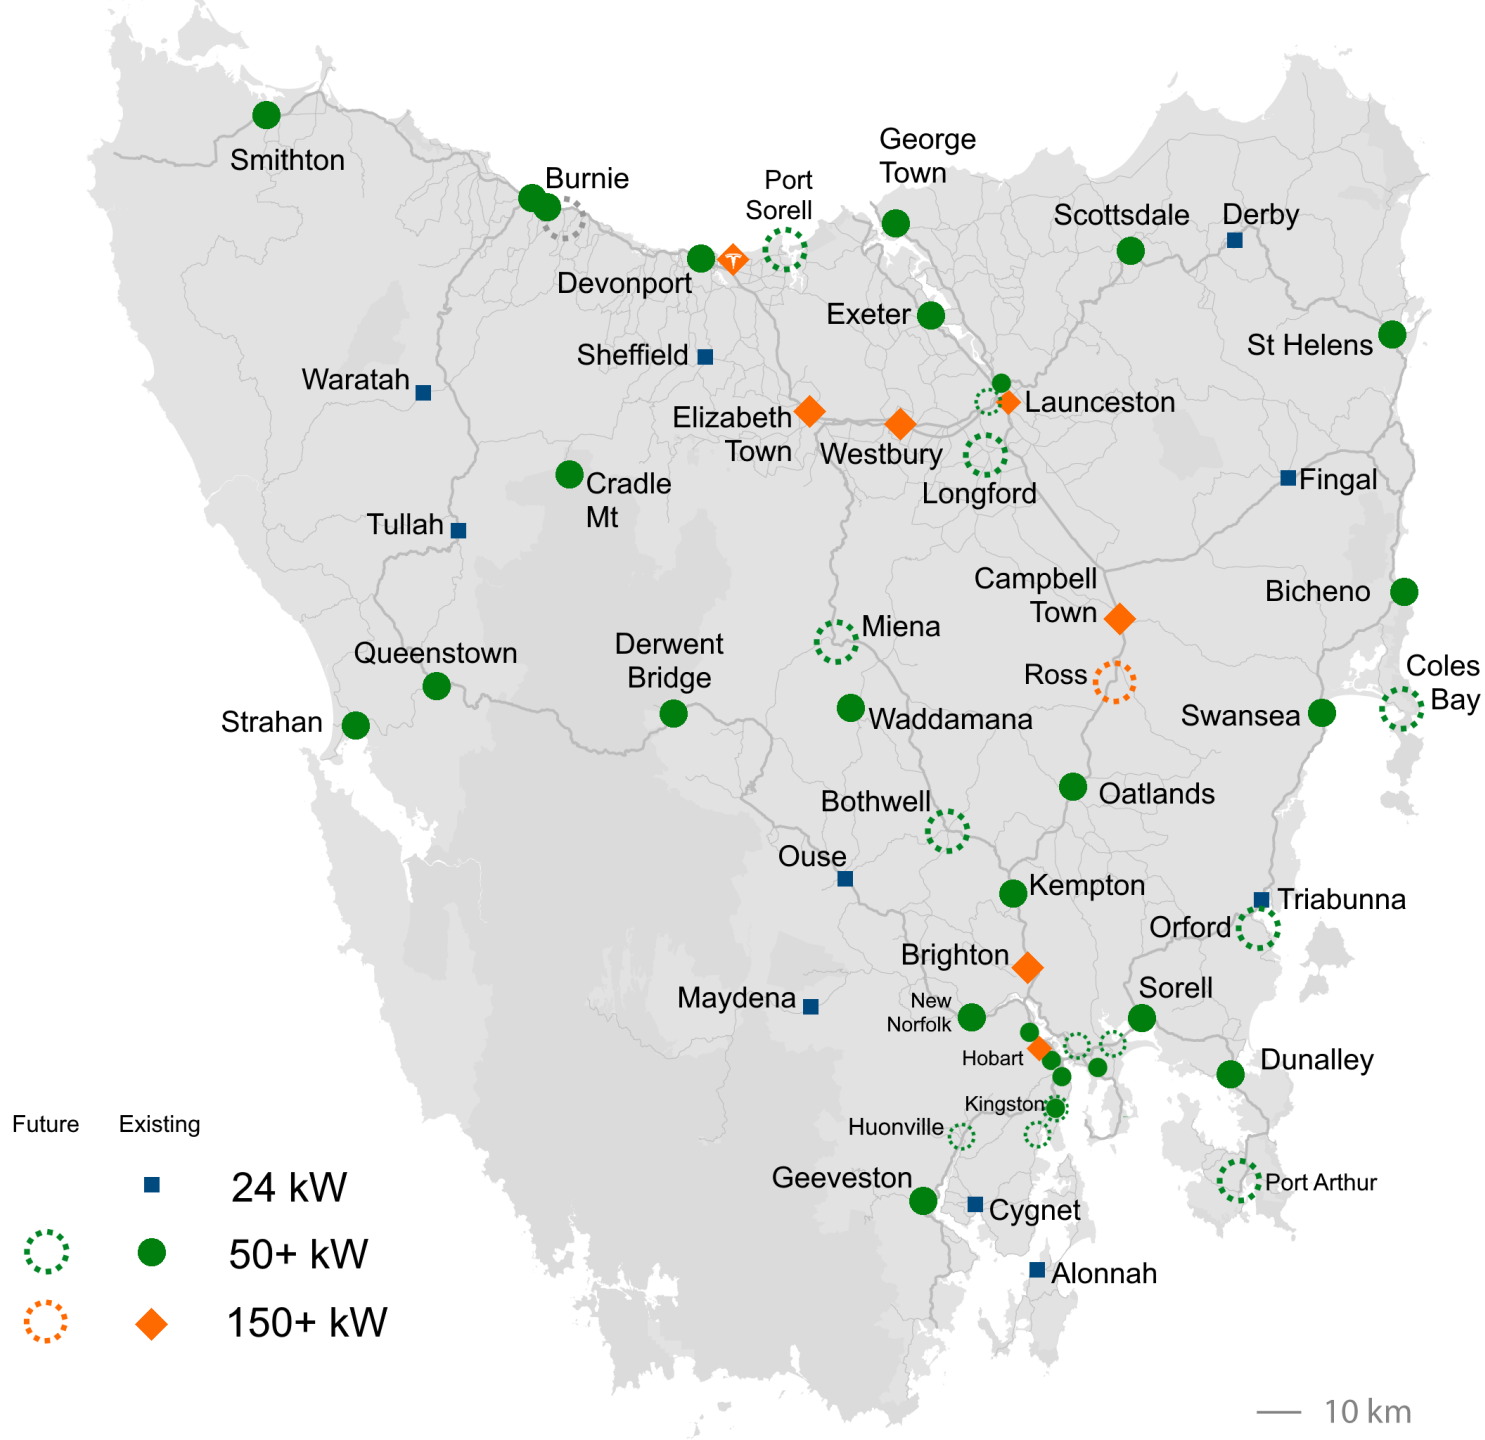 George
Town
Smithton
Burnie
Port
Sorell
Scottsdale
Derby
Devonport
Exeter
St Helens
Sheffield
Waratah
Launceston
Elizabeth
Town
Westbury
Longford
Fingal
Cradle
Mt
Tullah
Campbell
Town
Bicheno
Miena
Derwent
Bridge
Queenstown
Ross
Coles
Bay
Strahan
Waddamana
Swansea
Bothwell
Oatlands
Ouse
Kempton
Triabunna
Orford
Brighton
Maydena
New
Norfolk
Sorell
Hobart
Dunalley
Kingston
Huonville
Geeveston
Port Arthur
Cygnet
Alonnah
Future
Existing
24 kW
50+ kW
150+ kW
10 km